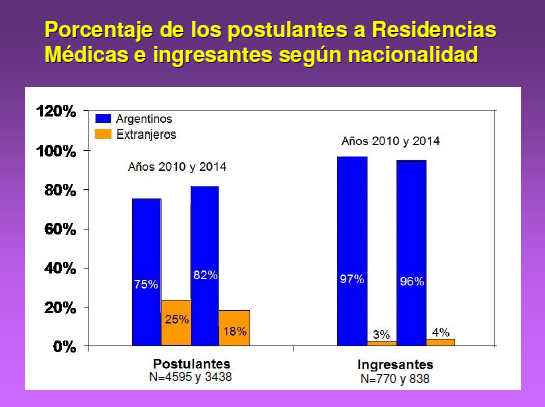 Porcentaje de los postulantes a Residencias
Médicas e ingresantes según nacionalidad
120%
100%
80%
60%
40%
20%
0%
Argentinos
Extranjeros
Años 2010 y 2014
Años 2010 y 2014
75%
25%
82%
18%
97%
3%
96%
4%
Postulantes
N=4595 y 3438
Ingresantes
N=770 y 838